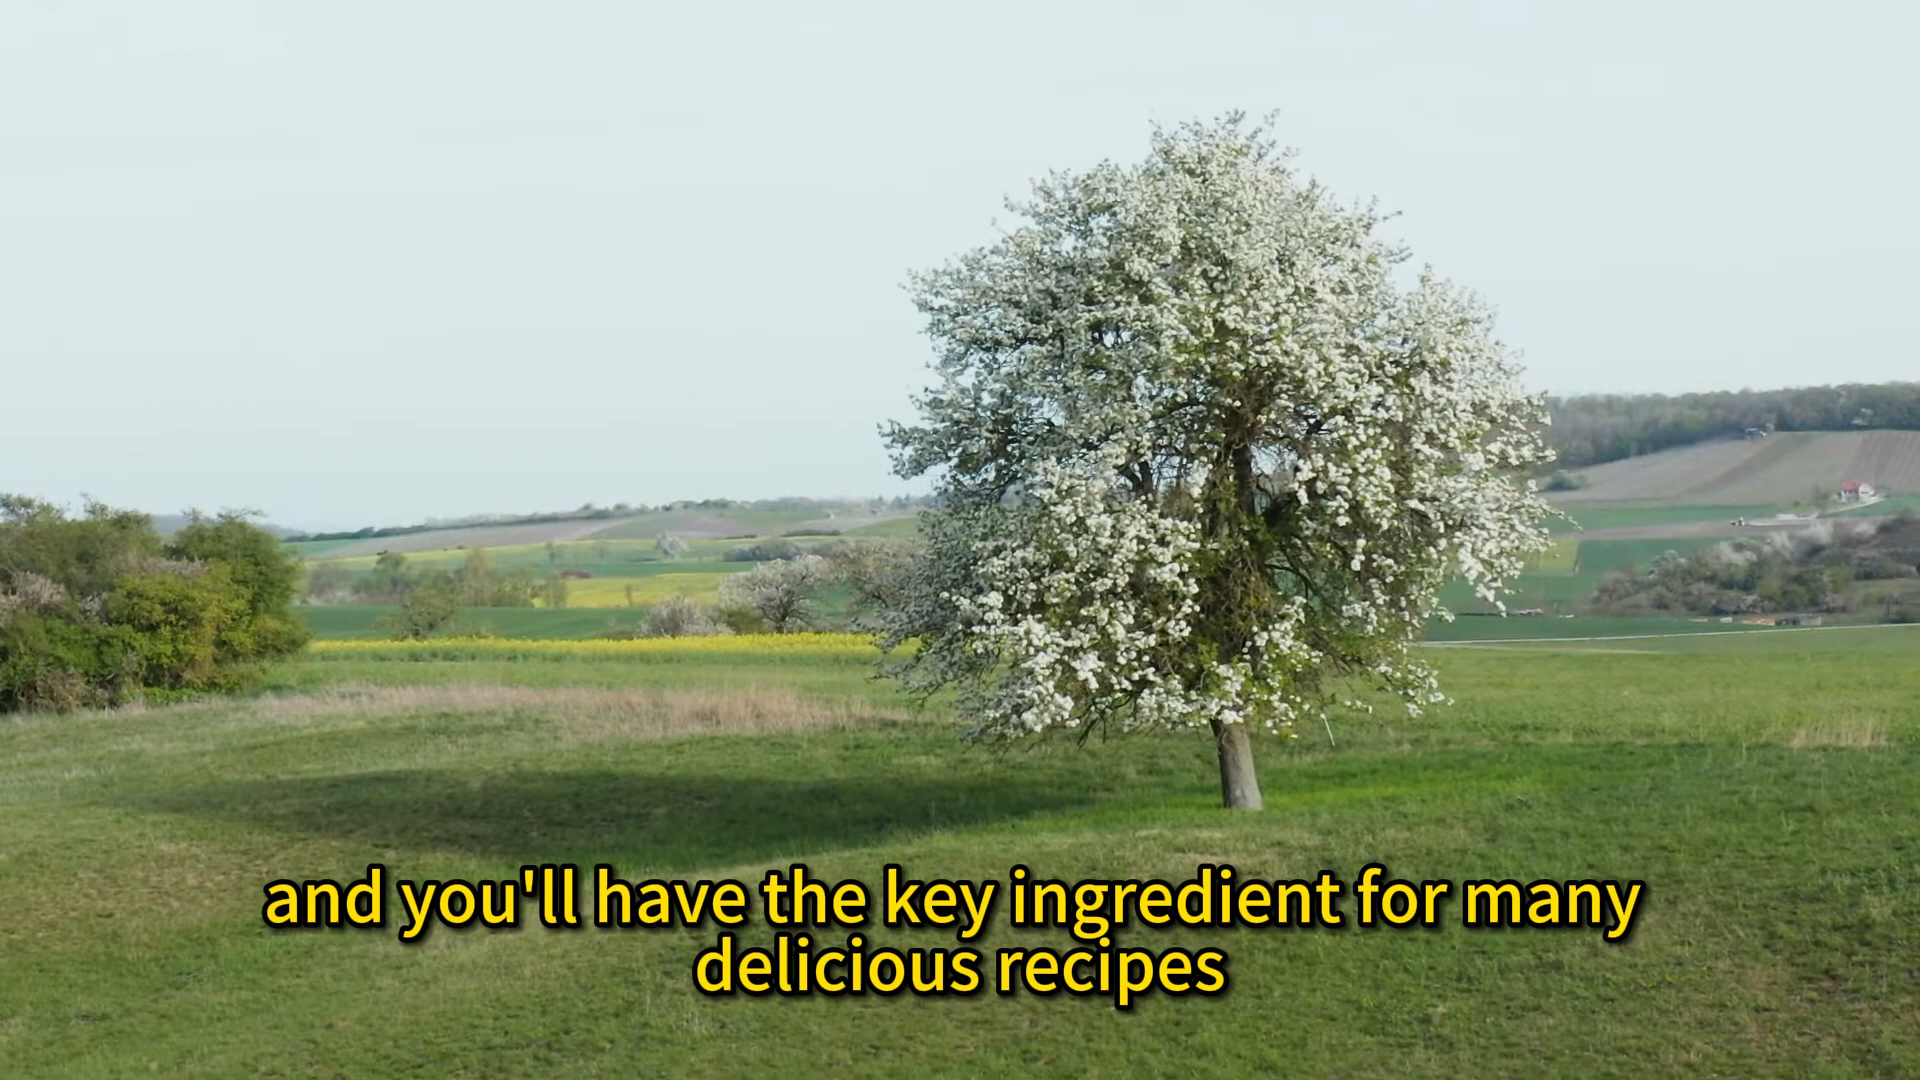 and you'll have the key ingredient for many
delicious recipes